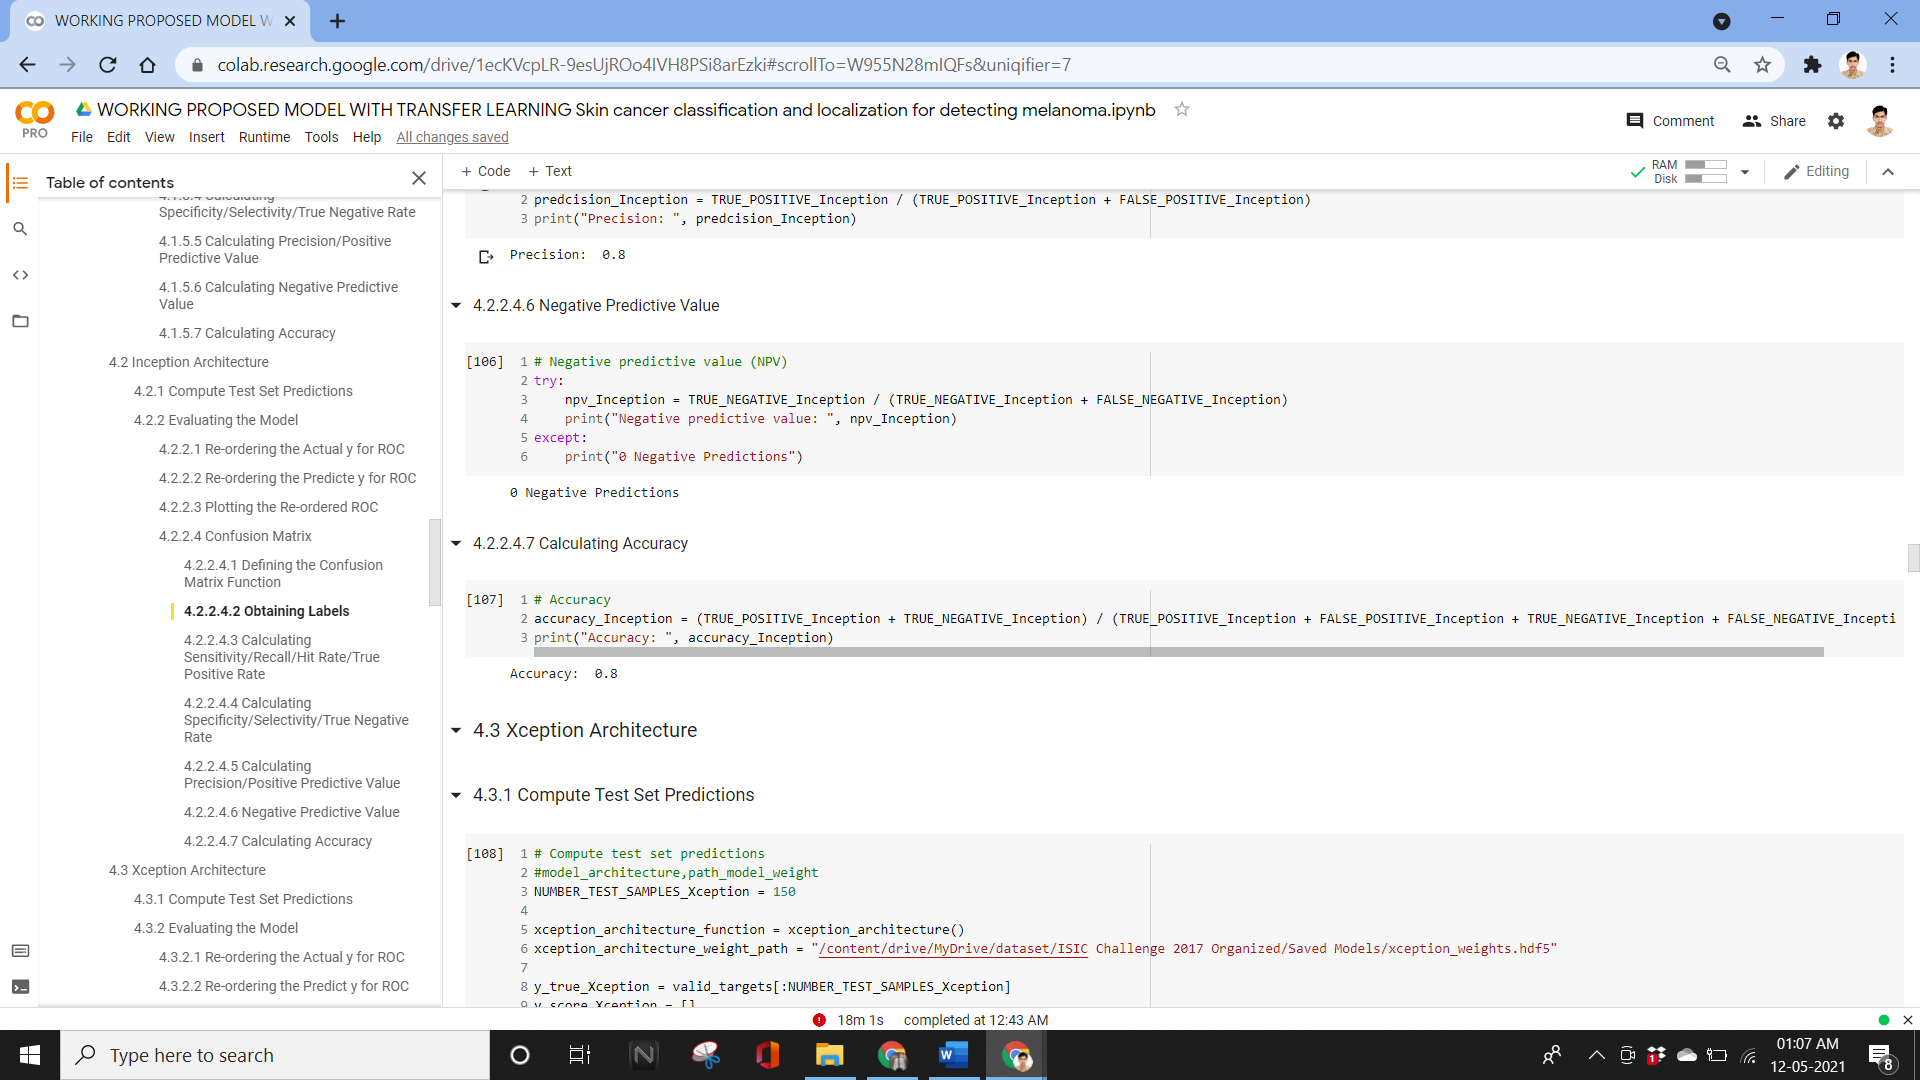 WORKING PROPOSED MODEL W
colab.research.google.com/drive/1ecKVcpLR-9esUjROo4IVH8PSi8arEzki#scrollTo=W955N28mIQFs&uniqifier=7
PRO
WORKING PROPOSED MODEL WITH TRANSFER LEARNING Skin cancer classification and localization for detecting melanoma.ipynb
File Edit View Insert Runtime Tools Help All changes saved
Comment Share
Table of contents
+ Code + Text
RAM
Disk
Editing
4.1.5.4 Calculating
Specificity/Selectivity/True Negative Rate
4.1.5.5 Calculating Precision/Positive
Predictive Value
4.1.5.6 Calculating Negative Predictive
Value
4.1.5.7 Calculating Accuracy
4.2 Inception Architecture
4.2.1 Compute Test Set Predictions
4.2.2 Evaluating the Model
4.2.2.1 Re-ordering the Actual y for ROC
4.2.2.2 Re-ordering the Predicte y for ROC
4.2.2.3 Plotting the Re-ordered ROC
4.2.2.4 Confusion Matrix
4.2.2.4.1 Defining the Confusion
Matrix Function
4.2.2.4.2 Obtaining Labels
4.2.2.4.3 Calculating
Sensitivity/Recall/Hit Rate/True
Positive Rate
4.2.2.4.4 Calculating
Specificity/Selectivity/True Negative
Rate
4.2.2.4.5 Calculating
Precision/Positive Predictive Value
4.2.2.4.6 Negative Predictive Value
4.2.2.4.7 Calculating Accuracy
4.3 Xception Architecture
4.3.1 Compute Test Set Predictions
4.3.2 Evaluating the Model
4.3.2.1 Re-ordering the Actual y for ROC
4.3.2.2 Re-ordering the Predict y for ROC
2 predcision_Inception = TRUE_POSITIVE_Inception / (TRUE_POSITIVE_Inception + FALSE_POSITIVE_Inception)
3 print("Precision: ", predcision_Inception)
Precision:  0.8
4.2.2.4.6 Negative Predictive Value
[106] 1 # Negative predictive value (NPV)
2 try:
3     npv_Inception = TRUE_NEGATIVE_Inception / (TRUE_NEGATIVE_Inception + FALSE_NEGATIVE_Inception)
4     print("Negative predictive value: ", npv_Inception)
5 except:
6     print("0 Negative Predictions")
0 Negative Predictions
4.2.2.4.7 Calculating Accuracy
[107] 1 # Accuracy
2 accuracy_Inception = (TRUE_POSITIVE_Inception + TRUE_NEGATIVE_Inception) / (TRUE_POSITIVE_Inception + FALSE_POSITIVE_Inception + TRUE_NEGATIVE_Inception + FALSE_NEGATIVE_Incepti
3 print("Accuracy: ", accuracy_Inception)
Accuracy:  0.8
4.3 Xception Architecture
4.3.1 Compute Test Set Predictions
[108] 1 # Compute test set predictions
2 #model_architecture,path_model_weight
3 NUMBER_TEST_SAMPLES_Xception = 150
4
5 xception_architecture_function = xception_architecture()
6 xception_architecture_weight_path = "/content/drive/MyDrive/dataset/ISIC Challenge 2017 Organized/Saved Models/xception_weights.hdf5"
7
8 y_true_Xception = valid_targets[:NUMBER_TEST_SAMPLES_Xception]
9 y_score_Xception = []
18m 1s completed at 12:43 AM
Type here to search
01:07 AM
12-05-2021
1
8